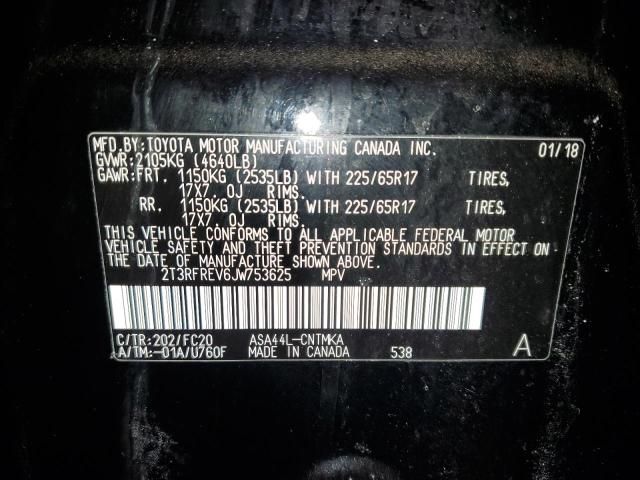 MFD.BY:TOYOTA MOTOR MANUFACTURING CANADA INC. 01/18
GVWR:2105KG (4640LB)
GAWR:FRT. 1150KG (2535LB) WITH 225/65R17 TIRES,
17X7.0J RIMS.
RR. 1150KG (2535LB) WITH 225/65R17 TIRES,
17X7.0J RIMS.
THIS VEHICLE CONFORMS TO ALL APPLICABLE FEDERAL MOTOR
VEHICLE SAFETY AND THEFT PREVENTION STANDARDS IN EFFECT ON
THE DATE OF MANUFACTURE SHOWN ABOVE.
2T3RFREV6JW753625 MPV
C/TR:202/FC20 ASA44L-CNTMKA
A/TM:-01A/U760F MADE IN CANADA 538 A